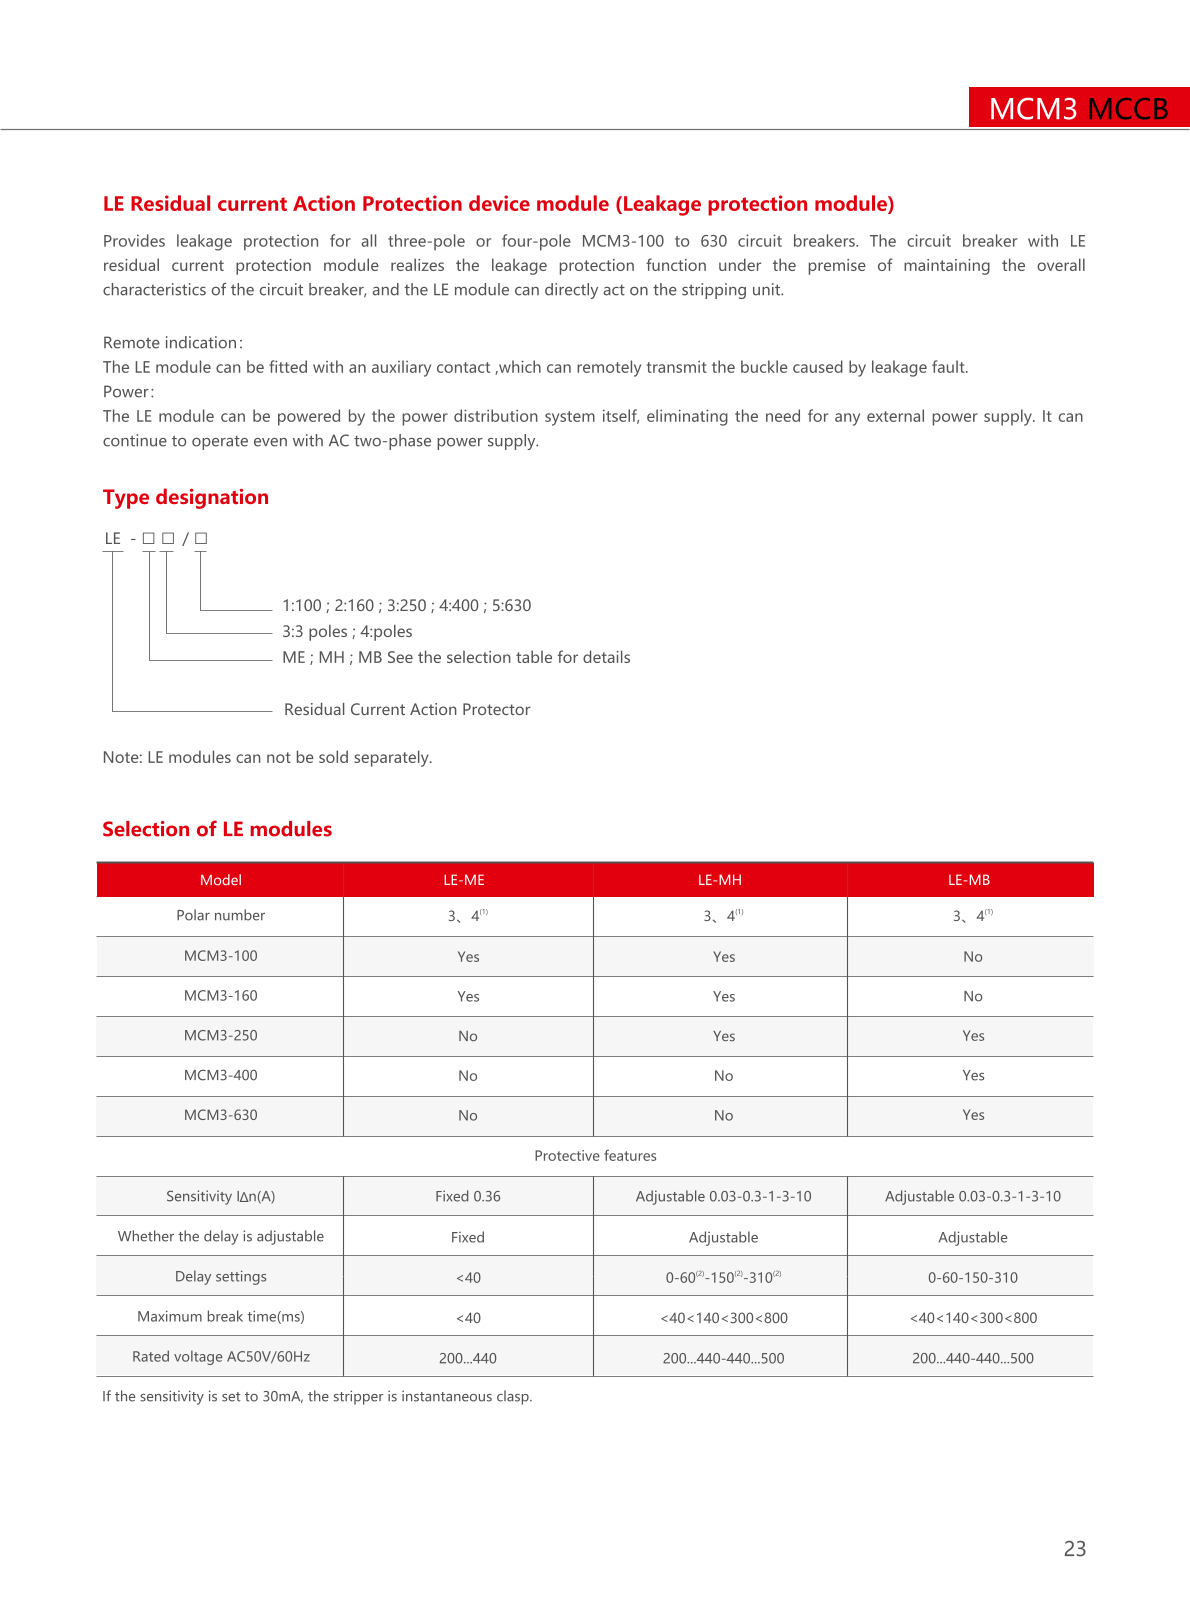 MCM3 MCCB
LE Residual current Action Protection device module (Leakage protection module)
Provides leakage protection for all three-pole or four-pole MCM3-100 to 630 circuit breakers. The circuit breaker with LE
residual current protection module realizes the leakage protection function under the premise of maintaining the overall
characteristics of the circuit breaker, and the LE module can directly act on the stripping unit.
Remote indication：
The LE module can be fitted with an auxiliary contact ,which can remotely transmit the buckle caused by leakage fault.
Power：
The LE module can be powered by the power distribution system itself, eliminating the need for any external power supply. It can
continue to operate even with AC two-phase power supply.
Type designation
LE - □ □ / □
1:100 ; 2:160 ; 3:250 ; 4:400 ; 5:630
3:3 poles ; 4:poles
ME ; MH ; MB See the selection table for details
Residual Current Action Protector
Note: LE modules can not be sold separately.
Selection of LE modules
Model LE-ME LE-MH LE-MB
Polar number 3、4⁽¹⁾ 3、4⁽¹⁾ 3、4⁽¹⁾
MCM3-100 Yes Yes No
MCM3-160 Yes Yes No
MCM3-250 No Yes Yes
MCM3-400 No No Yes
MCM3-630 No No Yes
Protective features
Sensitivity IΔn(A) Fixed 0.36 Adjustable 0.03-0.3-1-3-10 Adjustable 0.03-0.3-1-3-10
Whether the delay is adjustable Fixed Adjustable Adjustable
Delay settings <40 0-60⁽²⁾-150⁽²⁾-310⁽²⁾ 0-60-150-310
Maximum break time(ms) <40 <40<140<300<800 <40<140<300<800
Rated voltage AC50V/60Hz 200...440 200...440-440...500 200...440-440...500
If the sensitivity is set to 30mA, the stripper is instantaneous clasp.
23